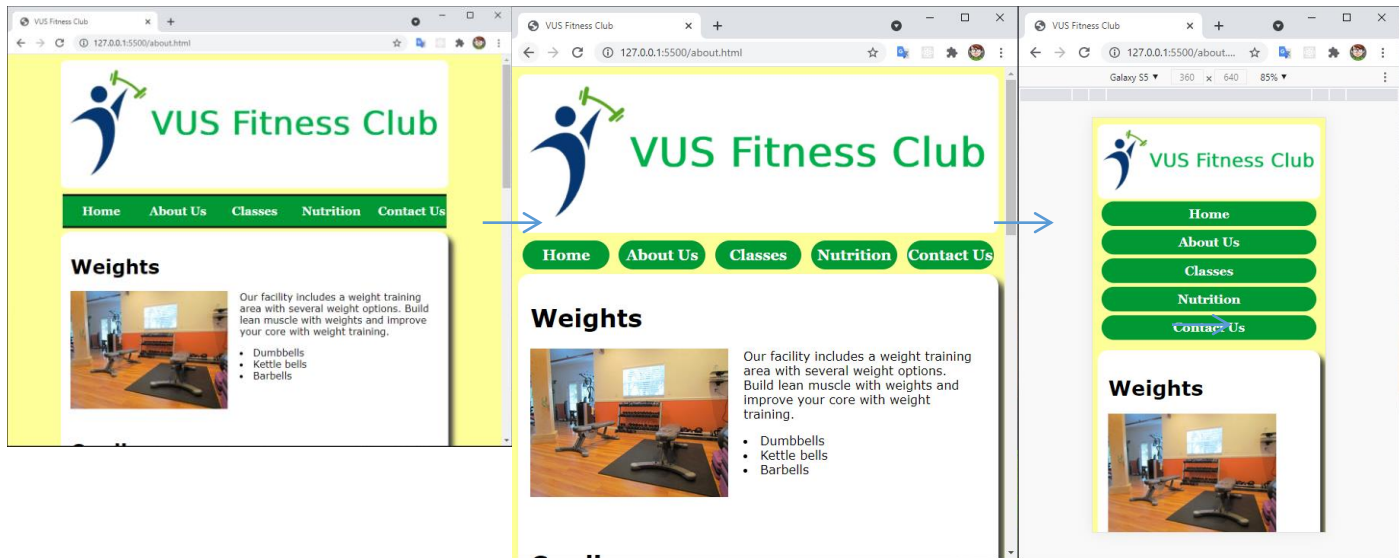 VUS Fitness Club
127.0.0.1:5500/about.html
VUS Fitness Club
Home About Us Classes Nutrition Contact Us
Weights
Our facility includes a weight training
area with several weight options. Build
lean muscle with weights and improve
your core with weight training.
• Dumbbells
• Kettle bells
• Barbells
VUS Fitness Club
127.0.0.1:5500/about.html
VUS Fitness Club
Home About Us Classes Nutrition Contact Us
Weights
Our facility includes a weight training
area with several weight options.
Build lean muscle with weights and
improve your core with weight
training.
• Dumbbells
• Kettle bells
• Barbells
VUS Fitness Club
127.0.0.1:5500/about....
Galaxy S5 ▼ 360 x 640 85% ▼
VUS Fitness Club
Home
About Us
Classes
Nutrition
Contact Us
Weights